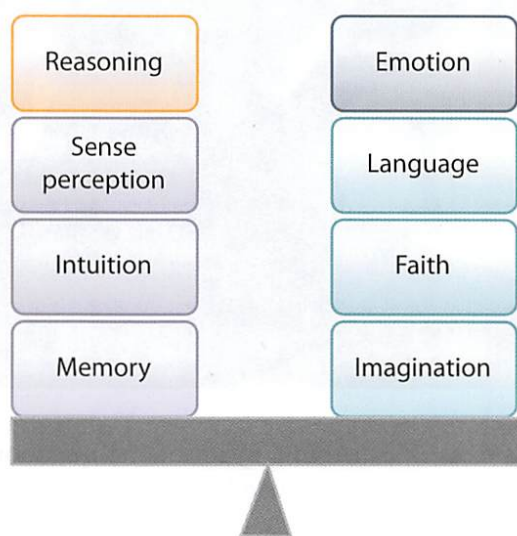 Reasoning
Sense
perception
Intuition
Memory
Emotion
Language
Faith
Imagination